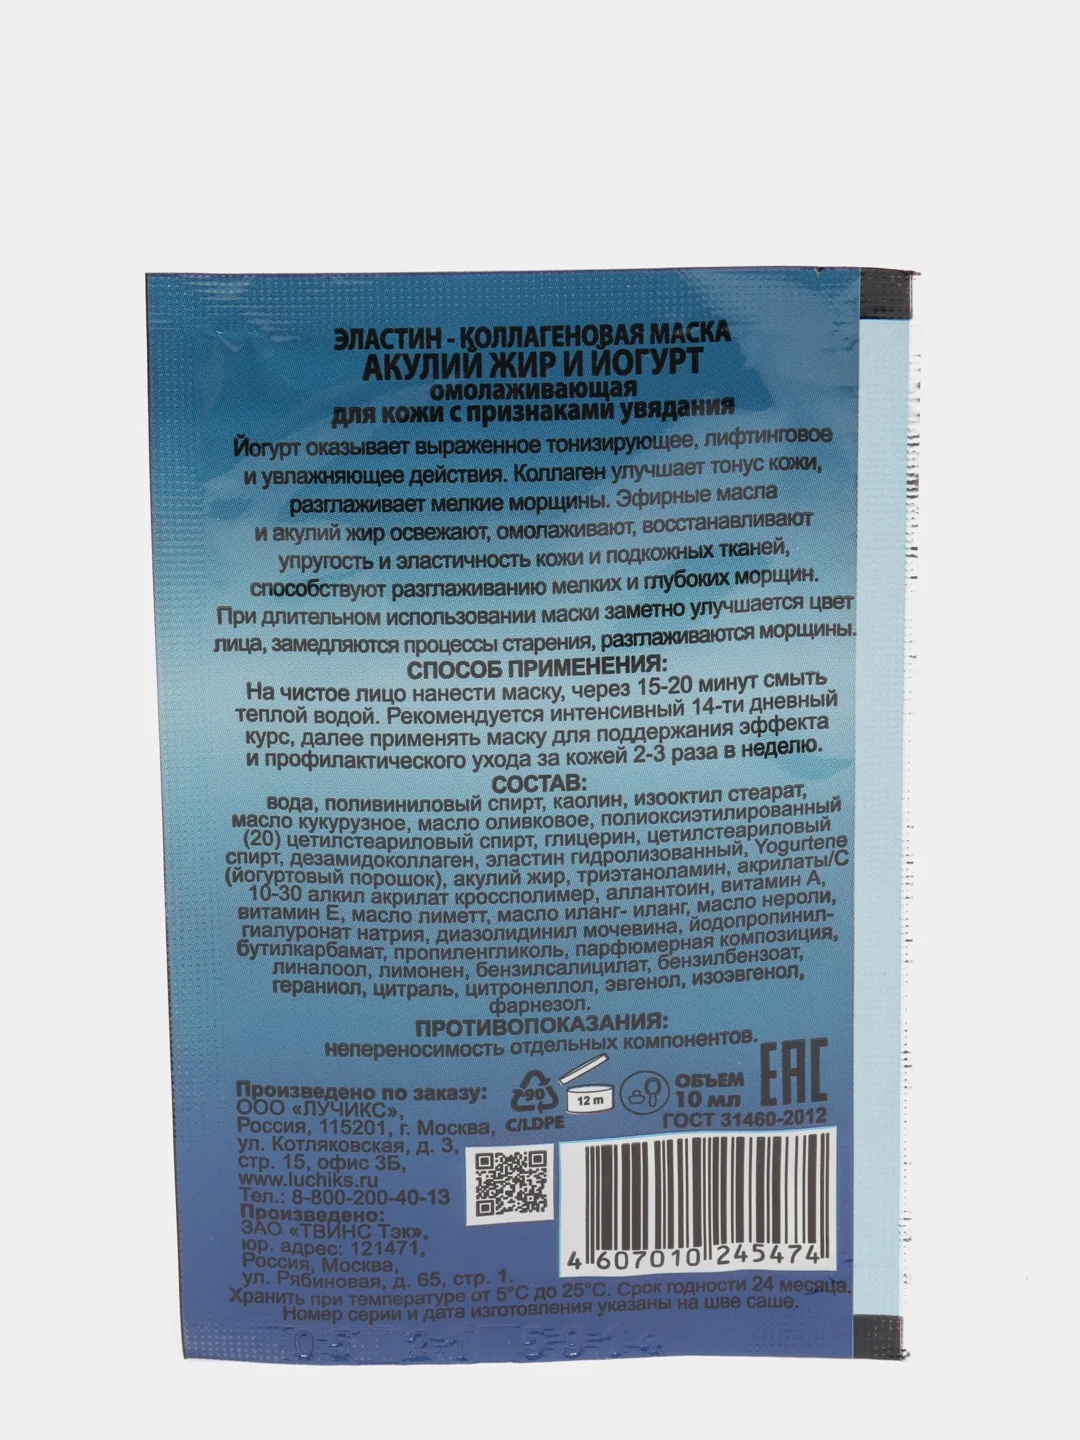 ЭЛАСТИН - КОЛЛАГЕНОВАЯ МАСКА
АКУЛИЙ ЖИР И ЙОГУРТ
омолаживающая
для кожи с признаками увядания
Йогурт оказывает выраженное тонизирующее, лифтинговое
и увлажняющее действия. Коллаген улучшает тонус кожи,
разглаживает мелкие морщины. Эфирные масла
и акулий жир освежают, омолаживают, восстанавливают
упругость и эластичность кожи и подкожных тканей,
способствуют разглаживанию мелких и глубоких морщин.
При длительном использовании маски заметно улучшается цвет
лица, замедляются процессы старения, разглаживаются морщины.
СПОСОБ ПРИМЕНЕНИЯ:
На чистое лицо нанести маску, через 15-20 минут смыть
теплой водой. Рекомендуется интенсивный 14-ти дневный
курс, далее применять маску для поддержания эффекта
и профилактического ухода за кожей 2-3 раза в неделю.
СОСТАВ:
вода, поливиниловый спирт, каолин, изооктил стеарат,
масло кукурузное, масло оливковое, полиоксиэтилированный
(20) цетилстеариловый спирт, глицерин, цетилстеариловый
спирт, дезамидоколлаген, эластин гидролизованный, Yogurtene
(йогуртовый порошок), акулий жир, триэтаноламин, акрилаты/С
10-30 алкил акрилат кроссполимер, аллантоин, витамин А,
витамин Е, масло лиметт, масло иланг- иланг, масло нероли,
гиалуронат натрия, диазолидинил мочевина, йодопропинил-
бутилкарбамат, пропиленгликоль, парфюмерная композиция,
линалоол, лимонен, бензилсалицилат, бензилбензоат,
гераниол, цитраль, цитронеллол, эвгенол, изоэвгенол,
фарнезол.
ПРОТИВОПОКАЗАНИЯ:
непереносимость отдельных компонентов.
Произведено по заказу:
ООО «ЛУЧИКС»,
Россия, 115201, г. Москва,
ул. Котляковская, д. 3,
стр. 15, офис 3Б,
www.luchiks.ru
Тел.: 8-800-200-40-13
Произведено:
ЗАО «ТВИНС Тэк»,
юр. адрес: 121471,
Россия, Москва,
ул. Рябиновая, д. 65, стр. 1.
90
C/LDPE
12 m
ОБЪЕМ
10 мл
EAC
ГОСТ 31460-2012
4 607010 245474
Хранить при температуре от 5°С до 25°С. Срок годности 24 месяца.
Номер серии и дата изготовления указаны на шве саше.